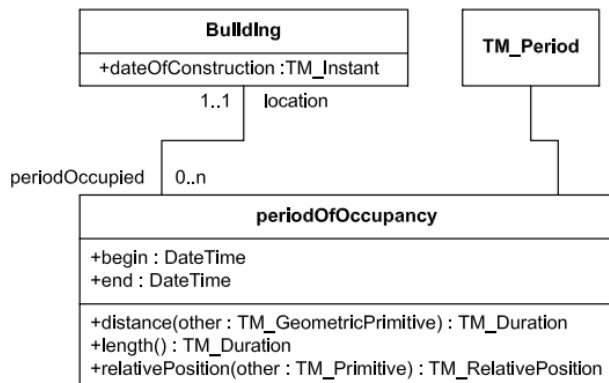 Building
+dateOfConstruction :TM_Instant
TM_Period
1..1 location
periodOccupied 0..n
periodOfOccupancy
+begin : DateTime
+end : DateTime
+distance(other : TM_GeometricPrimitive) : TM_Duration
+length() : TM_Duration
+relativePosition(other : TM_Primitive) : TM_RelativePosition